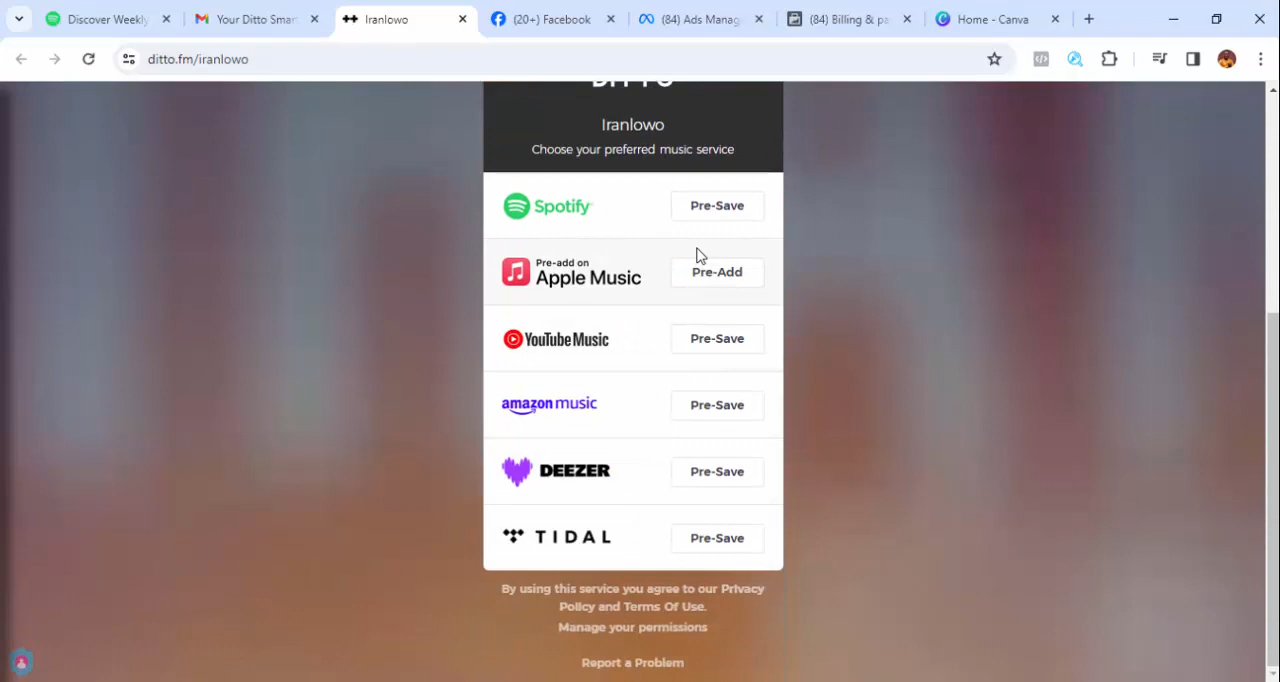 Discover Weekly
Your Ditto Smar
Iranlowo
(20+) Facebook
(84) Ads Manag
(84) Billing & pa
Home - Canva
ditto.fm/iranlowo
DITTO
Iranlowo
Choose your preferred music service
Spotify
Pre-Save
Pre-add on
Apple Music
Pre-Add
YouTube Music
Pre-Save
amazon music
Pre-Save
DEEZER
Pre-Save
TIDAL
Pre-Save
By using this service you agree to our Privacy
Policy and Terms Of Use.
Manage your permissions
Report a Problem